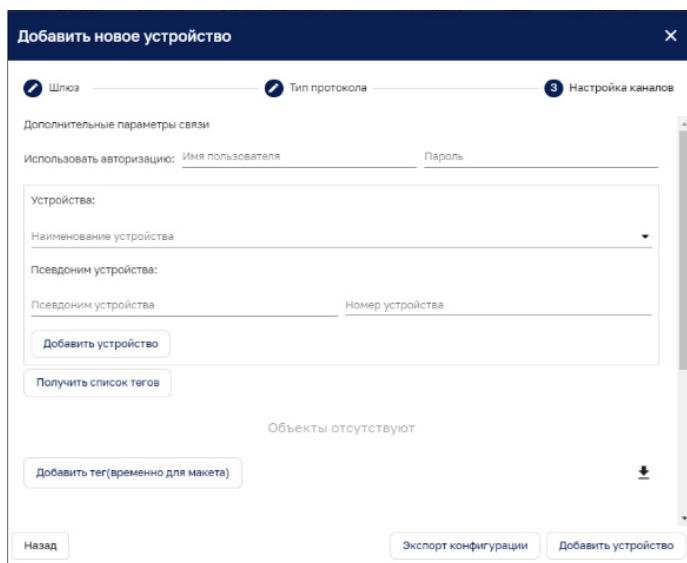 Добавить новое устройство
Шлюз Тип протокола 3 Настройка каналов
Дополнительные параметры связи
Использовать авторизацию: Имя пользователя Пароль
Устройства:
Наименование устройства
Псевдоним устройства:
Псевдоним устройства Номер устройства
Добавить устройство
Получить список тегов
Объекты отсутствуют
Добавить тег(временно для макета)
Назад Экспорт конфигурации Добавить устройство